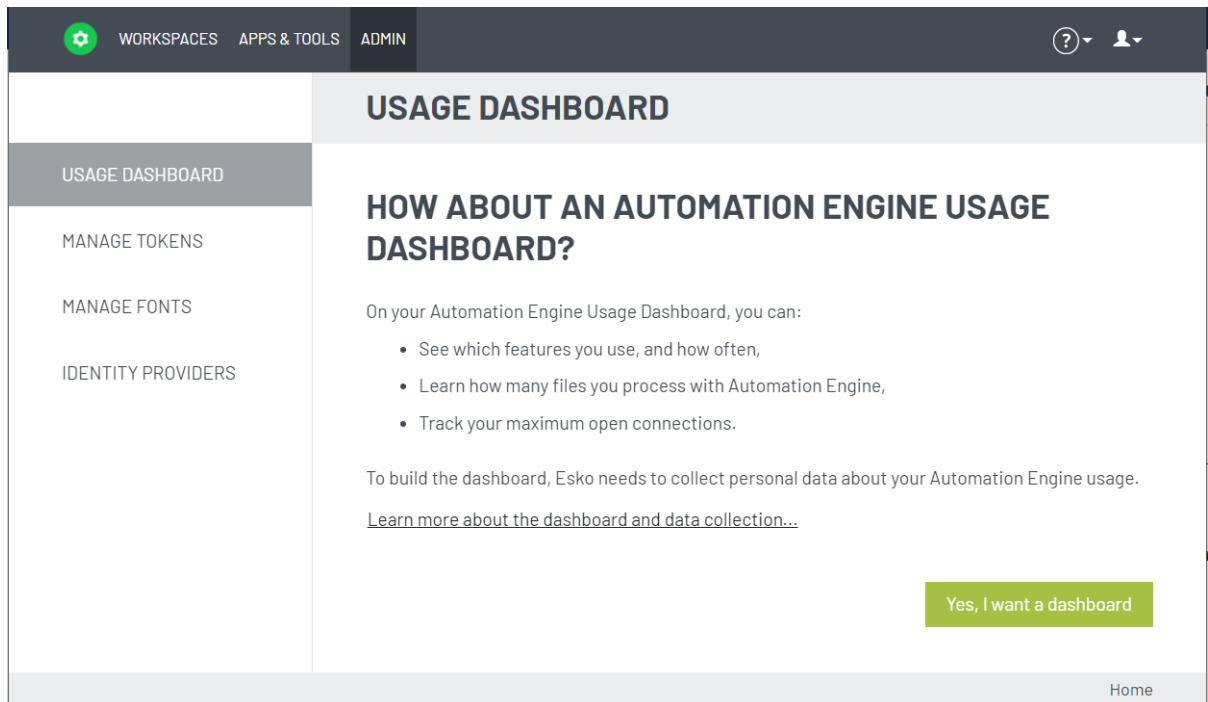 WORKSPACES APPS & TOOLS ADMIN ?
USAGE DASHBOARD
USAGE DASHBOARD
MANAGE TOKENS
MANAGE FONTS
IDENTITY PROVIDERS
HOW ABOUT AN AUTOMATION ENGINE USAGE
DASHBOARD?
On your Automation Engine Usage Dashboard, you can:
• See which features you use, and how often,
• Learn how many files you process with Automation Engine,
• Track your maximum open connections.
To build the dashboard, Esko needs to collect personal data about your Automation Engine usage.
Learn more about the dashboard and data collection...
Yes, I want a dashboard
Home